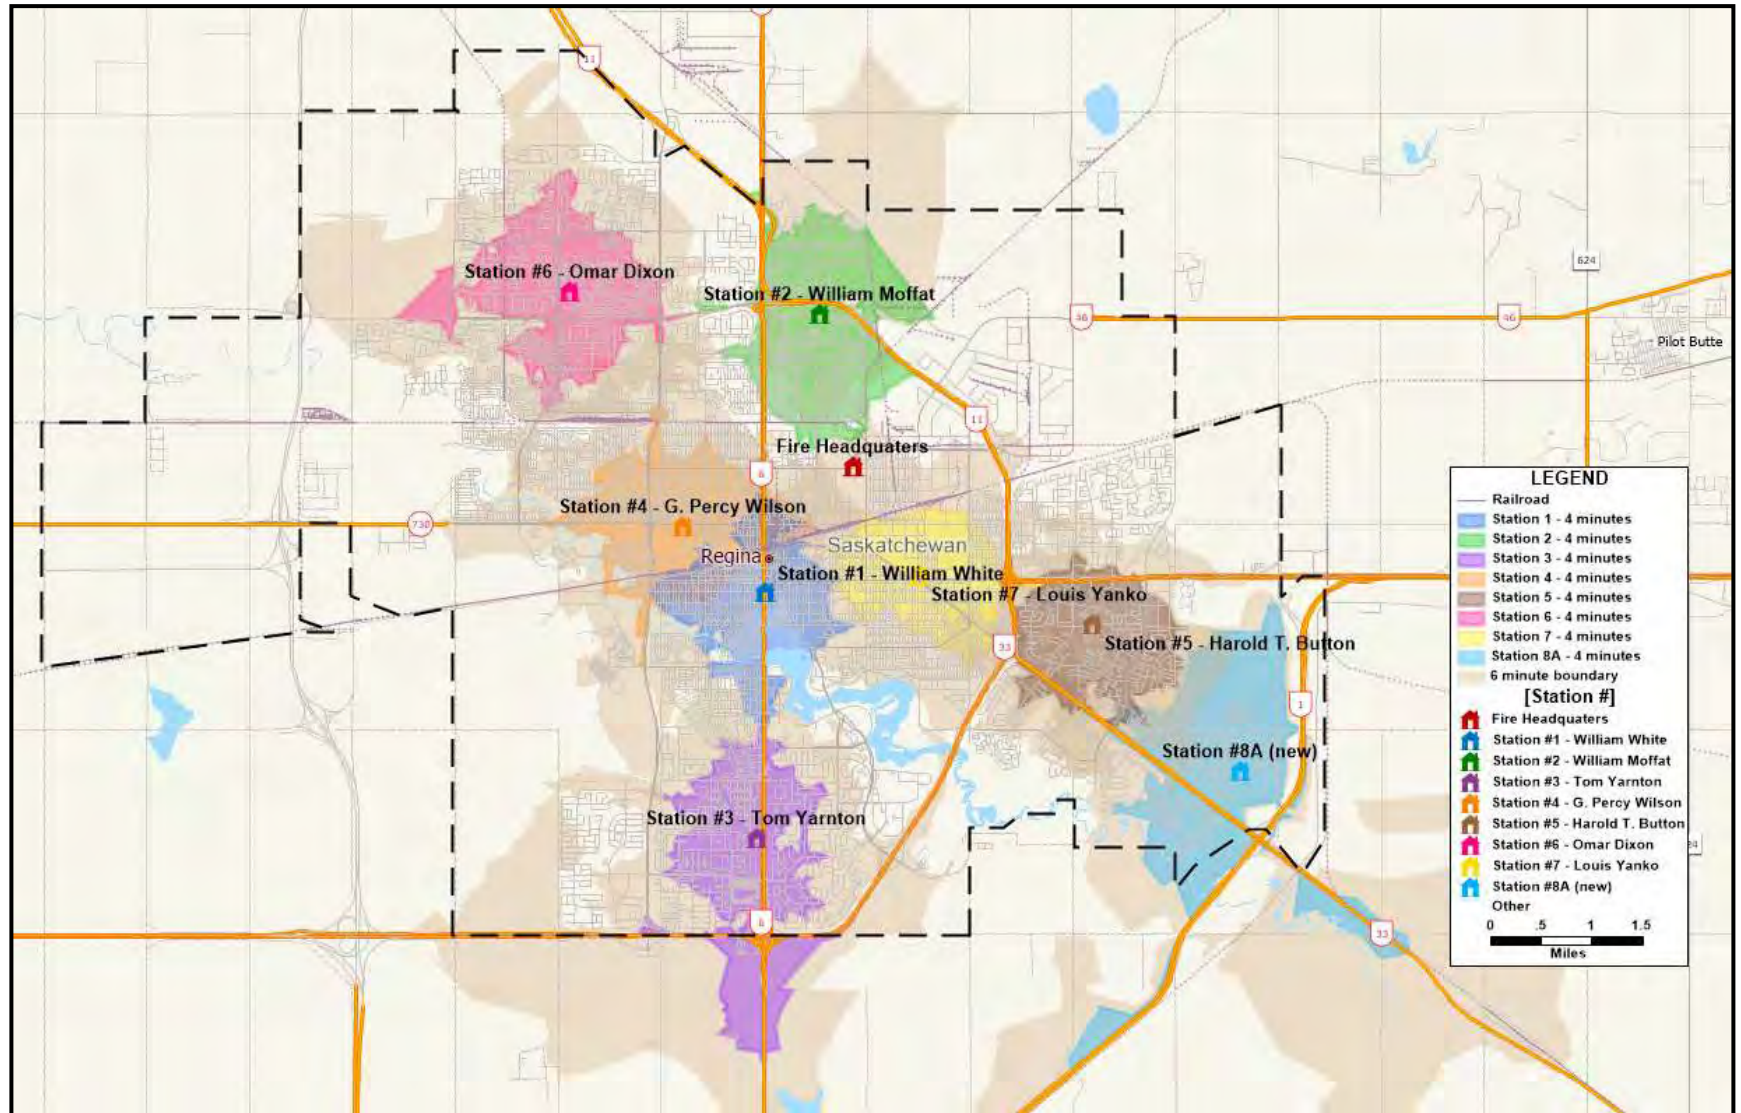 11
Station #6 - Omar Dixon
624
Station #2 - William Moffat
46
46
Pilot Butte
11
Fire Headquaters
6
Station #4 - G. Percy Wilson
730
Saskatchewan
Regina
Station #1 - William White
Station #7 - Louis Yanko
Station #5 - Harold T. Button
33
1
Station #8A (new)
Station #3 - Tom Yarnton
6
33
LEGEND
Railroad
Station 1 - 4 minutes
Station 2 - 4 minutes
Station 3 - 4 minutes
Station 4 - 4 minutes
Station 5 - 4 minutes
Station 6 - 4 minutes
Station 7 - 4 minutes
Station 8A - 4 minutes
6 minute boundary
[Station #]
Fire Headquaters
Station #1 - William White
Station #2 - William Moffat
Station #3 - Tom Yarnton
Station #4 - G. Percy Wilson
Station #5 - Harold T. Button
Station #6 - Omar Dixon
Station #7 - Louis Yanko
Station #8A (new)
Other
0 .5 1 1.5
Miles